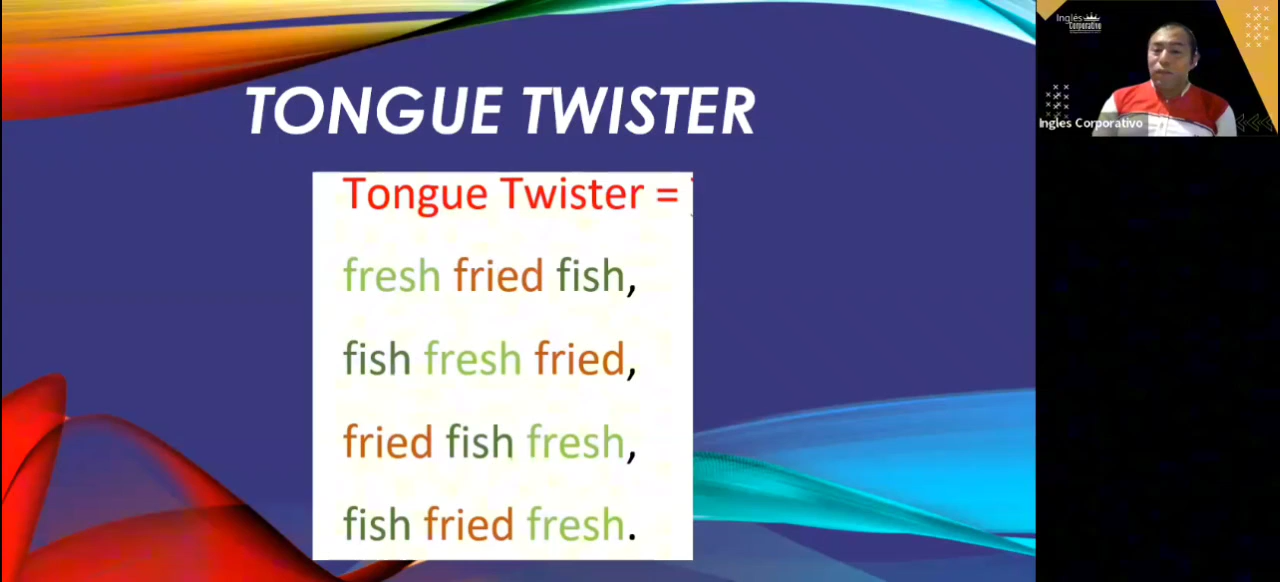 TONGUE TWISTER
Tongue Twister =
fresh fried fish,
fish fresh fried,
fried fish fresh,
fish fried fresh.
Inglés
Corporativo
Ingles Corporativo